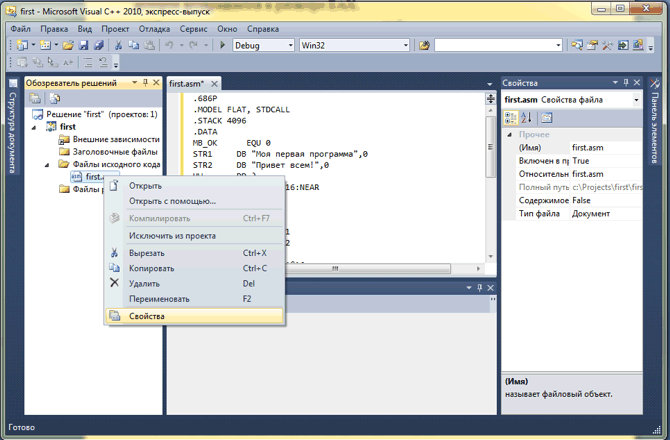 first - Microsoft Visual C++ 2010, экспресс-выпуск
Файл Правка Вид Проект Отладка Сервис Окно Справка
Debug Win32
Структура документа
Обозреватель решений
Решение "first" (проектов: 1)
first
Внешние зависимости
Заголовочные файлы
Файлы исходного кода
first.
Файлы
Открыть
Открыть с помощью...
Компилировать Ctrl+F7
Исключить из проекта
Вырезать Ctrl+X
Копировать Ctrl+C
Удалить Del
Переименовать F2
Свойства
first.asm*
.686P
.MODEL FLAT, STDCALL
.STACK 4096
.DATA
MB_OK EQU 0
STR1 DB "Моя первая программа",0
STR2 DB "Привет всем!",0
16:NEAR
1
2
Свойства
first.asm Свойства файла
Прочее
(Имя) first.asm
Включен в пр True
Относительн first.asm
Полный путь c:\Projects\first\firs
Содержимое False
Тип файла Документ
(Имя)
называет файловый объект.
Панель элементов
Готово